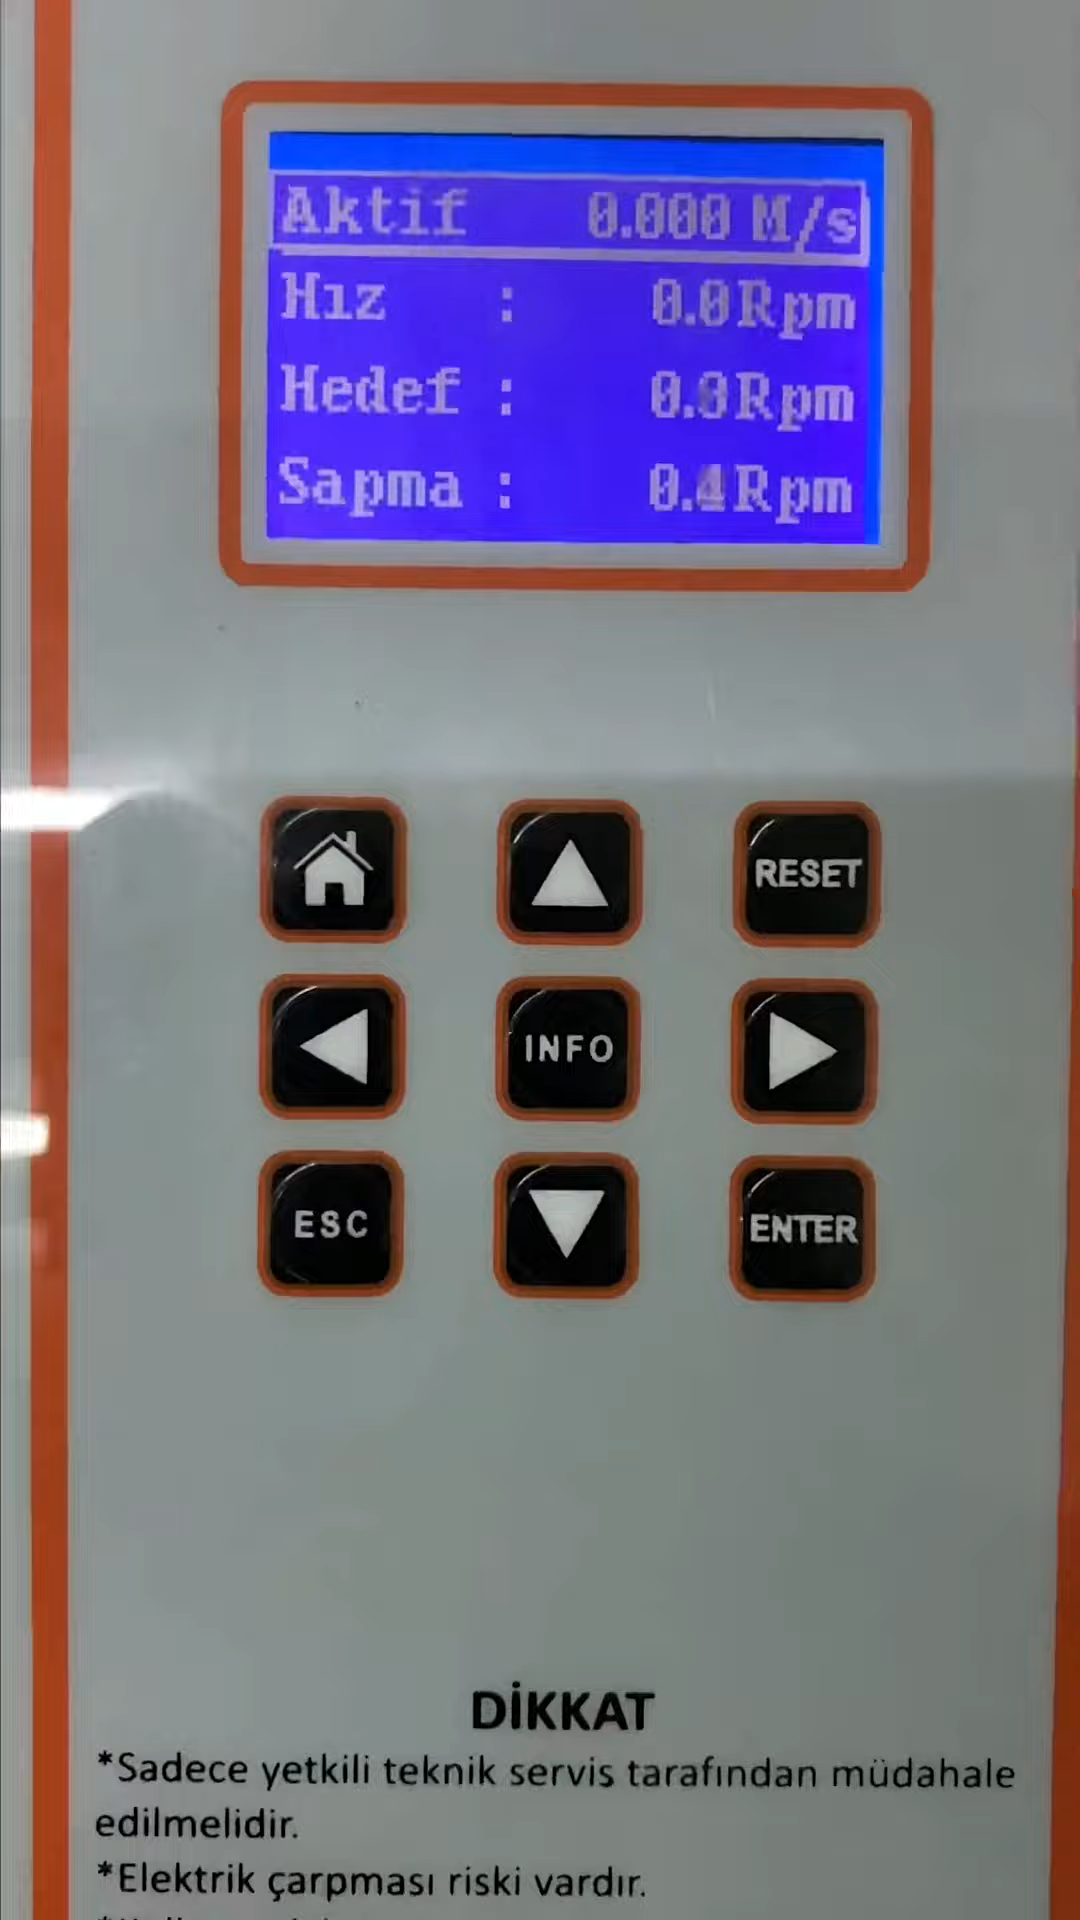 Aktif 0.000 M/s
Hız : 0.0Rpm
Hedef : 0.0Rpm
Sapma : 0.4Rpm
RESET
INFO
ESC
ENTER
DİKKAT
*Sadece yetkili teknik servis tarafından müdahale
edilmelidir.
*Elektrik çarpması riski vardır.